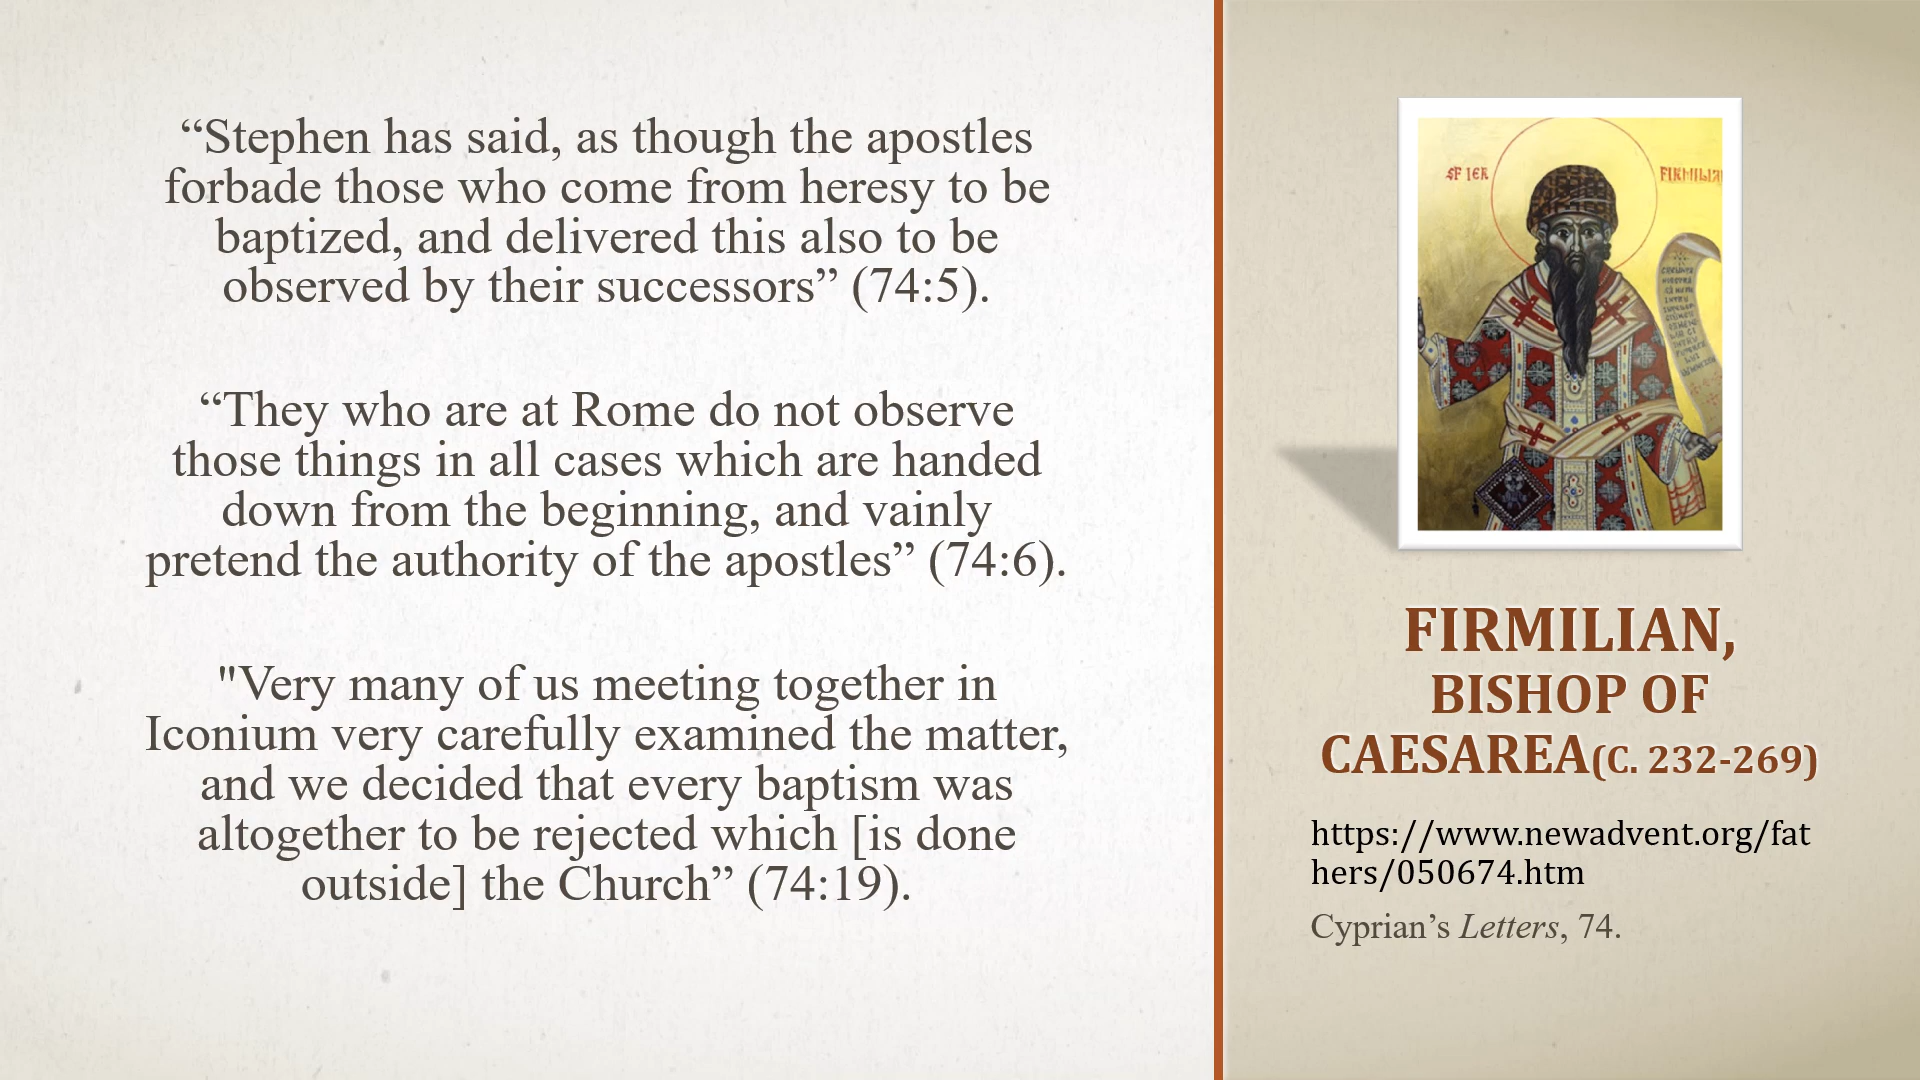 “Stephen has said, as though the apostles
forbade those who come from heresy to be
baptized, and delivered this also to be
observed by their successors” (74:5).
“They who are at Rome do not observe
those things in all cases which are handed
down from the beginning, and vainly
pretend the authority of the apostles” (74:6).
"Very many of us meeting together in
Iconium very carefully examined the matter,
and we decided that every baptism was
altogether to be rejected which [is done
outside] the Church” (74:19).
SF IER
FIRMILIAN,
BISHOP OF
CAESAREA(C. 232-269)
https://www.newadvent.org/fat
hers/050674.htm
Cyprian’s Letters, 74.